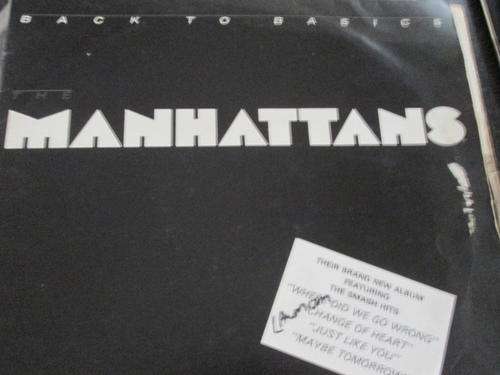 BACK TO BASICS
THE
MANHATTANS
THEIR BRAND NEW ALBUM
FEATURING
THE SMASH HITS
"WHERE DID WE GO WRONG"
"CHANGE OF HEART"
"JUST LIKE YOU"
"MAYBE TOMORROW"